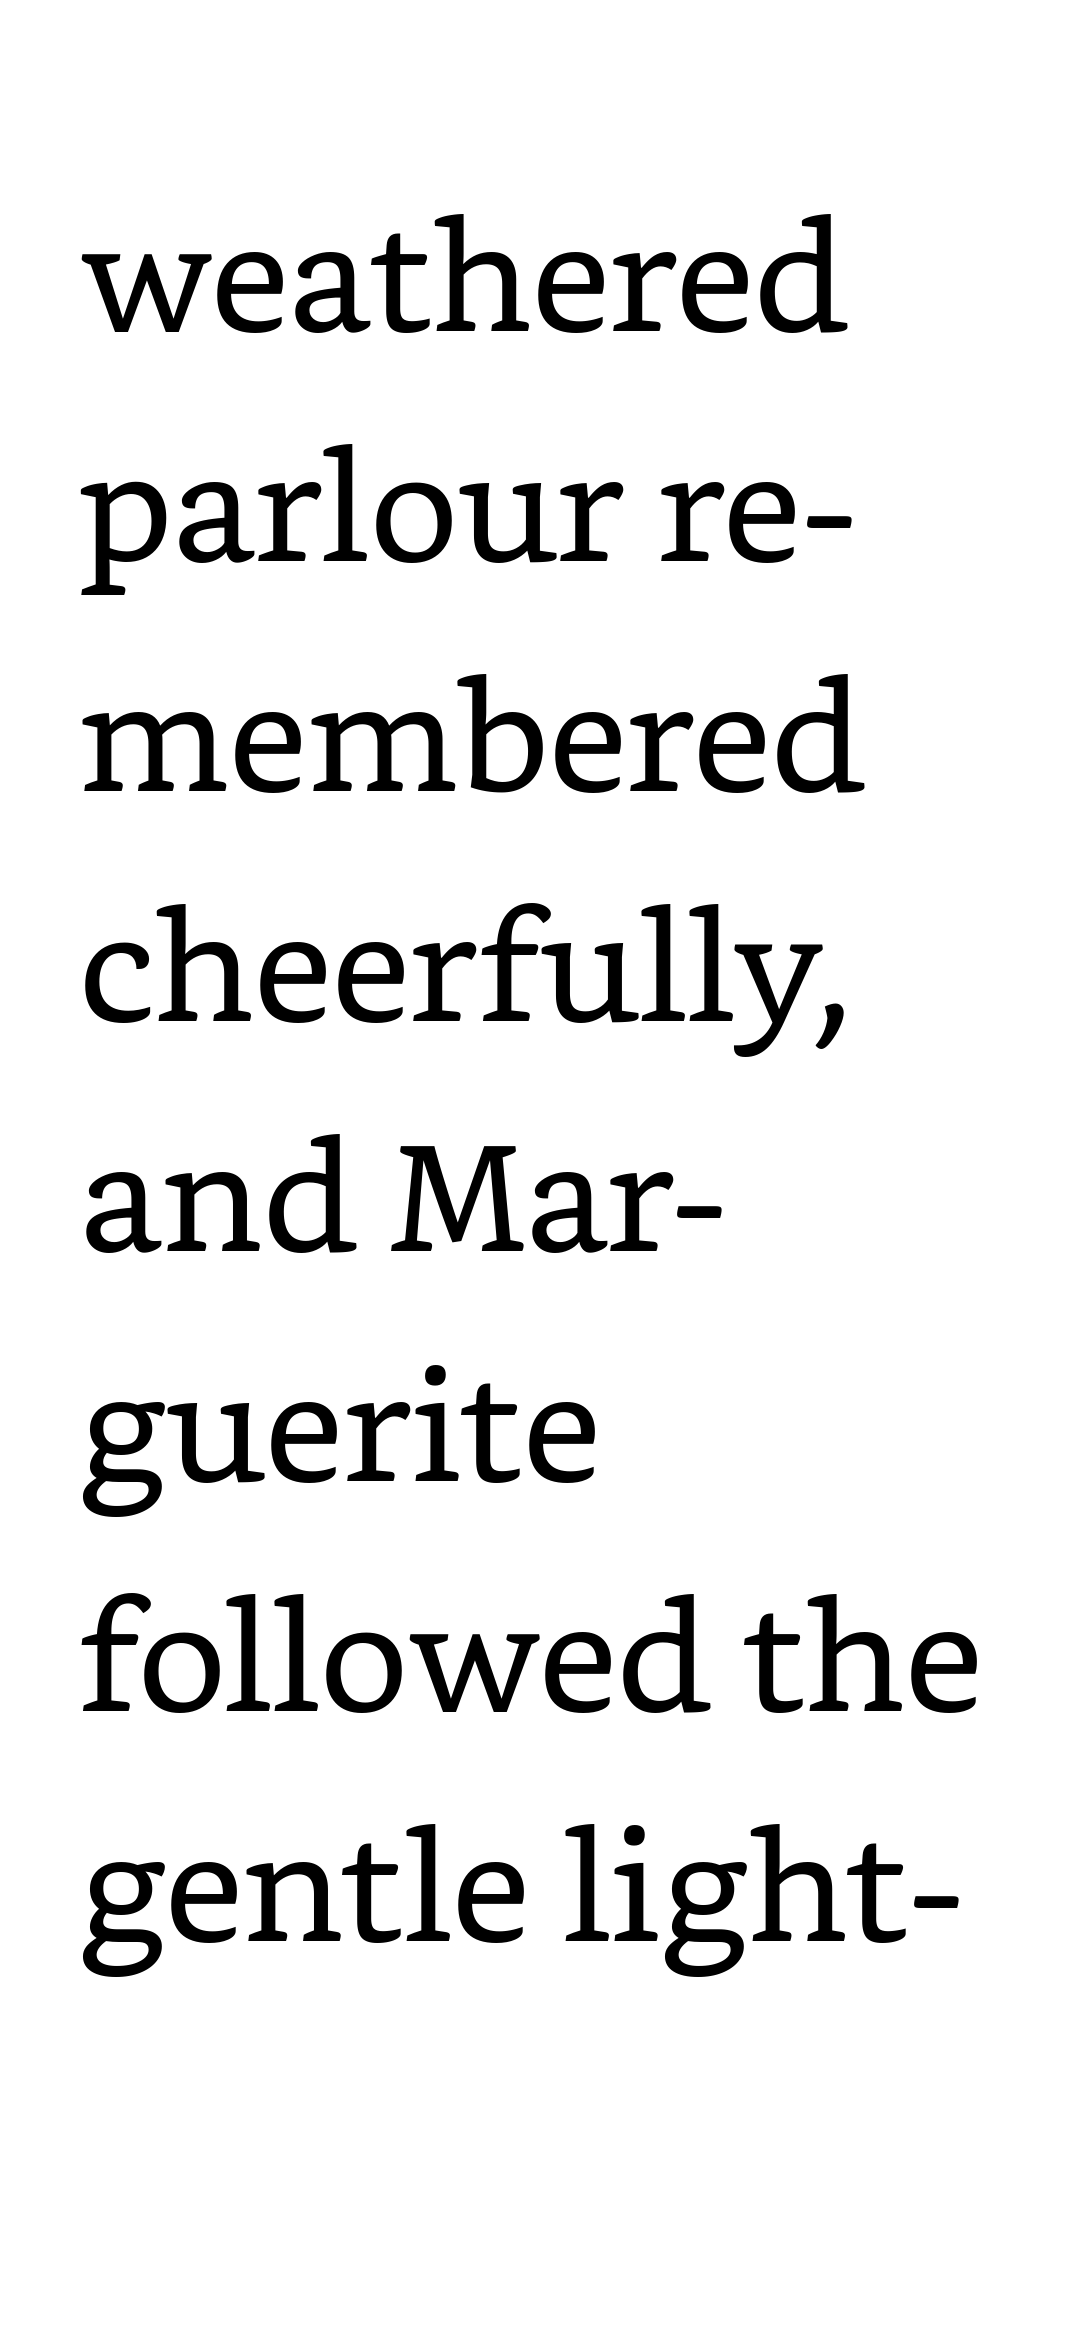 weathered
parlour re-
membered
cheerfully,
and Mar-
guerite
followed the
gentle light-